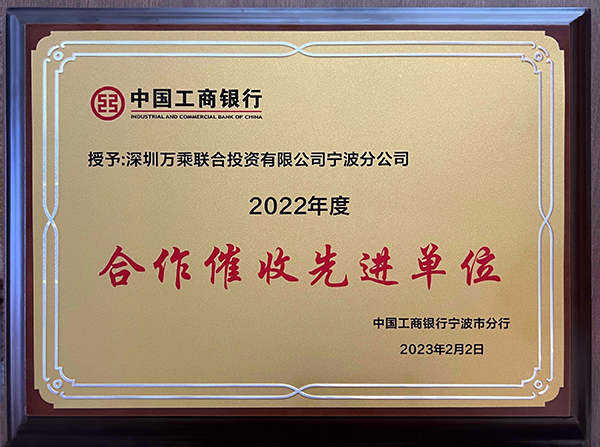 中国工商银行
INDUSTRIAL AND COMMERCIAL BANK OF CHINA
授予:深圳万乘联合投资有限公司宁波分公司
2022年度
合作催收先进单位
中国工商银行宁波市分行
2023年2月2日